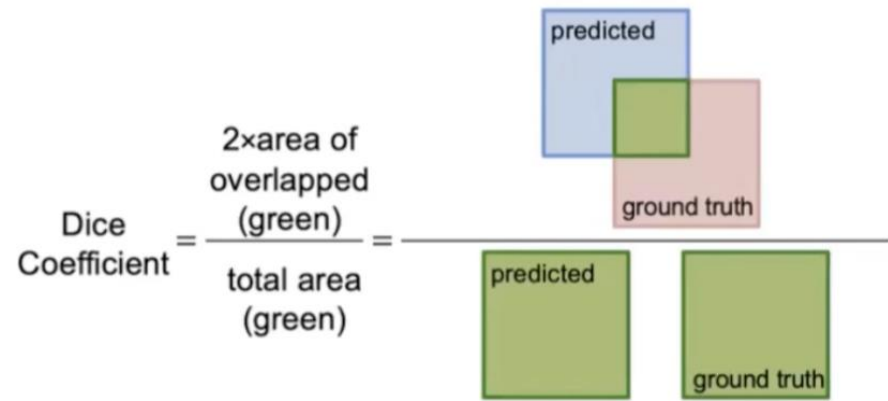 Dice
Coefficient
=
2×area of
overlapped
(green)
total area
(green)
=
predicted
ground truth
predicted
ground truth